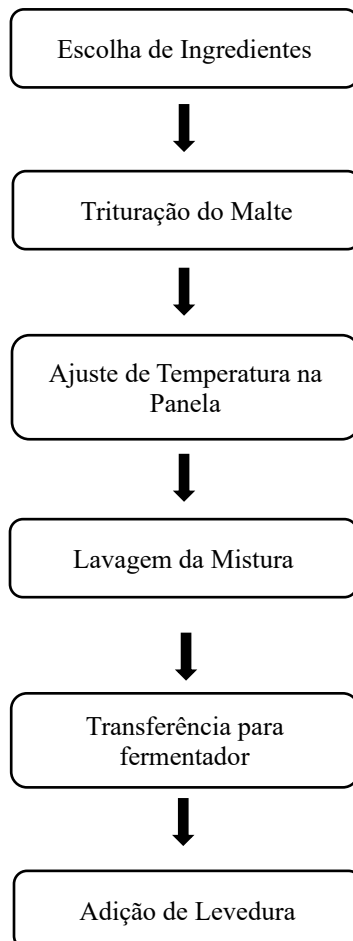 Escolha de Ingredientes
Trituração do Malte
Ajuste de Temperatura na
Panela
Lavagem da Mistura
Transferência para
fermentador
Adição de Levedura